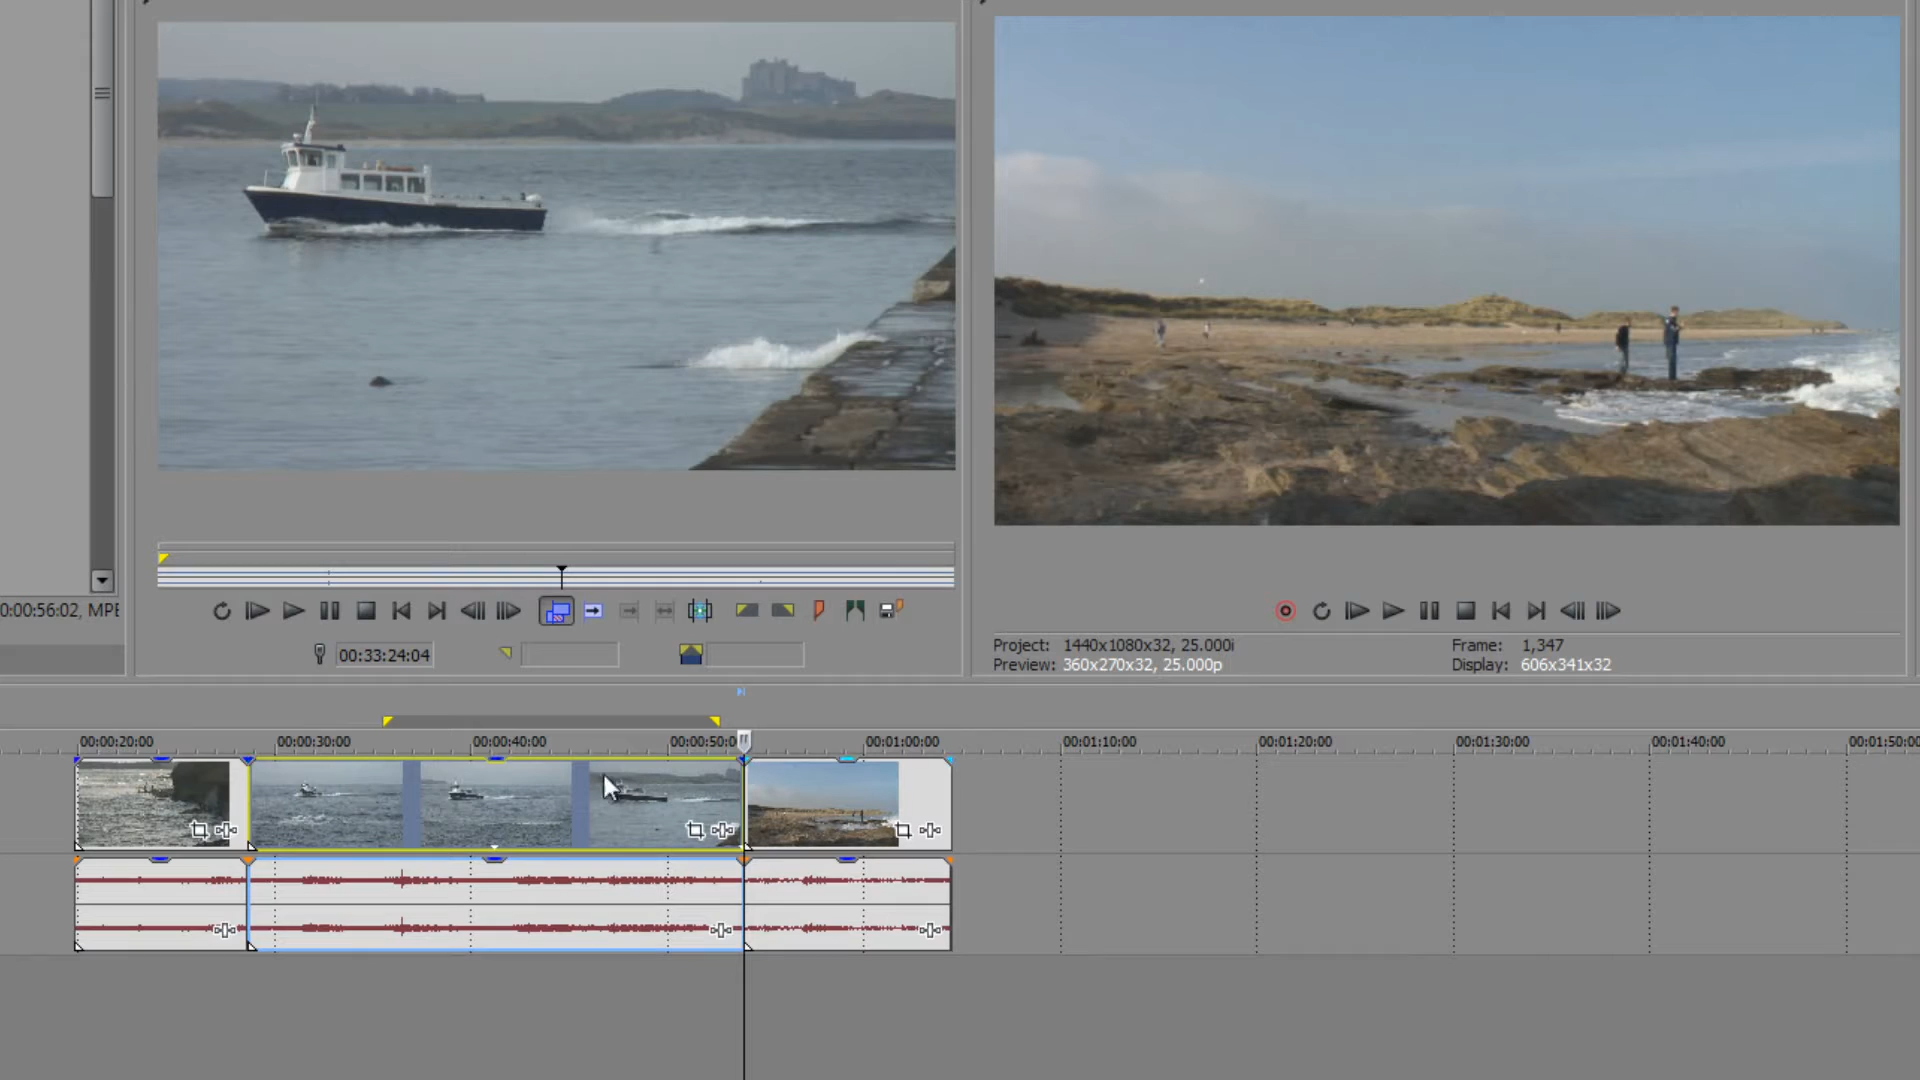 0:00:56:02, MPE
00:33:24:04
Project: 1440x1080x32, 25.000i
Frame: 1,347
Preview: 360x270x32, 25.000p
Display: 606x341x32
00:00:20:00
00:00:30:00
00:00:40:00
00:00:50:0
00:01:00:00
00:01:10:00
00:01:20:00
00:01:30:00
00:01:40:00
00:01:50:00